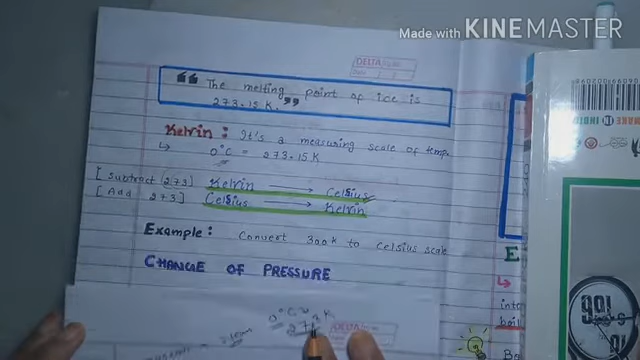 Made with KINEMASTER
DELTA
"The melting point of ice is
273.15 K."
Kelvin: It's a measuring scale of temp.
↳ 0°C = 273.15 K
[Subtract (273)] Kelvin → Celsius
[Add 273] Celsius → Kelvin
Example: Convert 300K to Celsius scale
CHANGE OF PRESSURE
0°C
DELTA